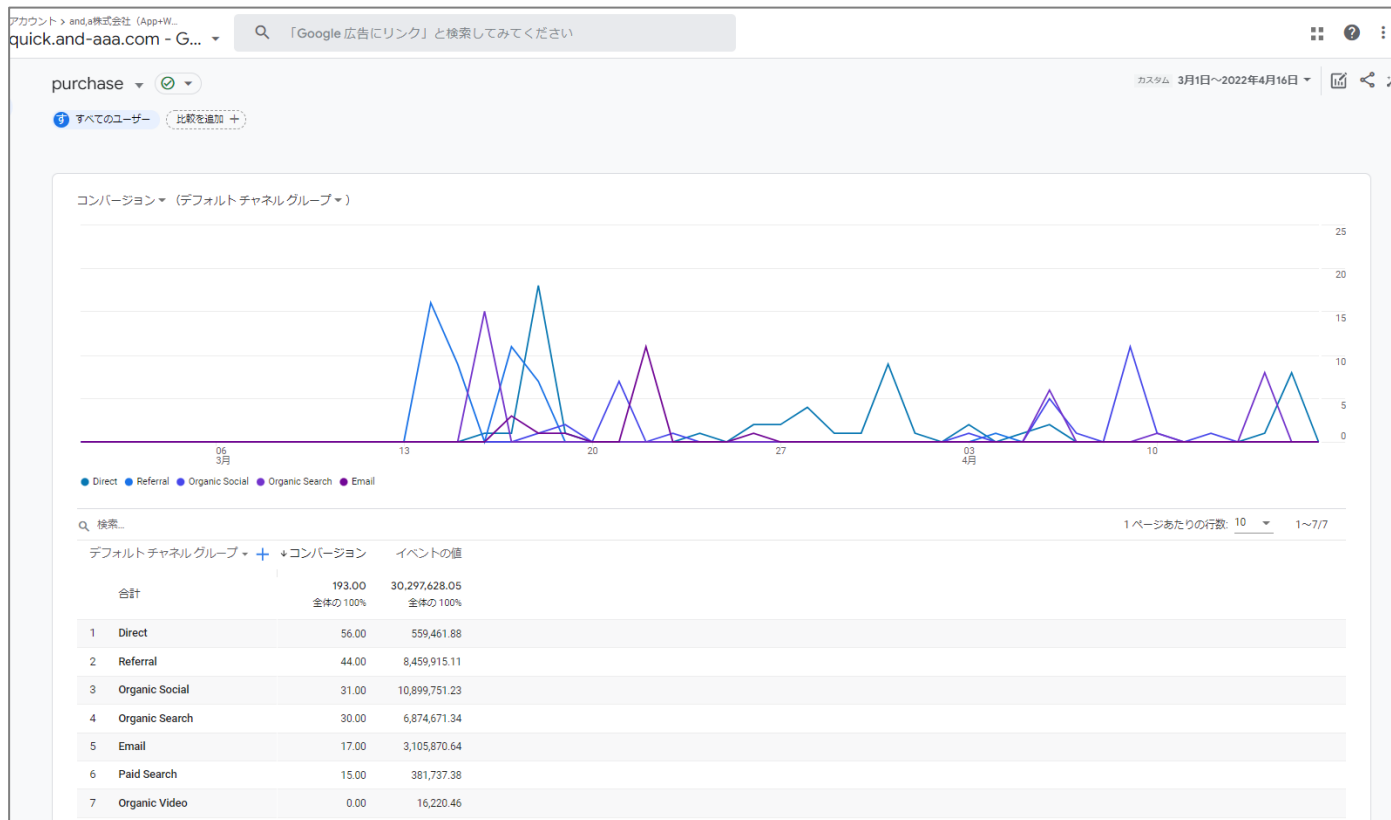 アカウント > and,a株式会社（App+W...
quick.and-aaa.com - G...
「Google 広告にリンク」と検索してみてください
purchase
カスタム 3月1日～2022年4月16日
す すべてのユーザー 比較を追加 +
コンバージョン （デフォルト チャネル グループ ）
25
20
15
10
5
0
06
3月
13
20
27
03
4月
10
Direct Referral Organic Social Organic Search Email
検索...
1 ページあたりの行数: 10 1～7/7
デフォルト チャネル グループ + ↓コンバージョン イベントの値
合計 193.00 30,297,628.05
全体の 100% 全体の 100%
1 Direct 56.00 559,461.88
2 Referral 44.00 8,459,915.11
3 Organic Social 31.00 10,899,751.23
4 Organic Search 30.00 6,874,671.34
5 Email 17.00 3,105,870.64
6 Paid Search 15.00 381,737.38
7 Organic Video 0.00 16,220.46